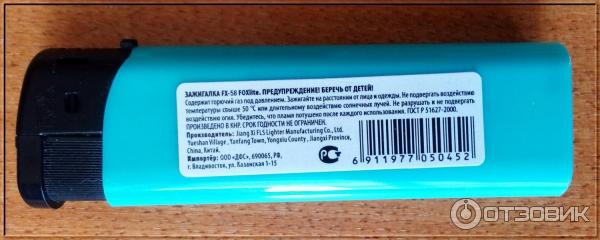 ЗАЖИГАЛКА FX-58 FOXlite. ПРЕДУПРЕЖДЕНИЕ! БЕРЕЧЬ ОТ ДЕТЕЙ!
Содержит горючий газ под давлением. Зажигайте на расстоянии от лица и одежды. Не подвергать воздействию
температуры свыше 50 °С или длительному воздействию солнечных лучей. Не разрушать и не подвергать
воздействию огня. Убедитесь, что пламя потушено после каждого использования. ГОСТ Р 51627-2000.
ПРОИЗВЕДЕНО В КНР. СРОК ГОДНОСТИ НЕ ОГРАНИЧЕН.
Производитель: Jiang Xi FLS Lighter Manufacturing Co., Ltd.
Yueshan Village, Yanfang Town, Yongxiu County, Jiangxi Province,
China, Китай.
Импортёр: ООО «ДФС», 690065, РФ,
г. Владивосток, ул. Казанская 1-15
РС
6 911977 050452
ОТЗОВИК